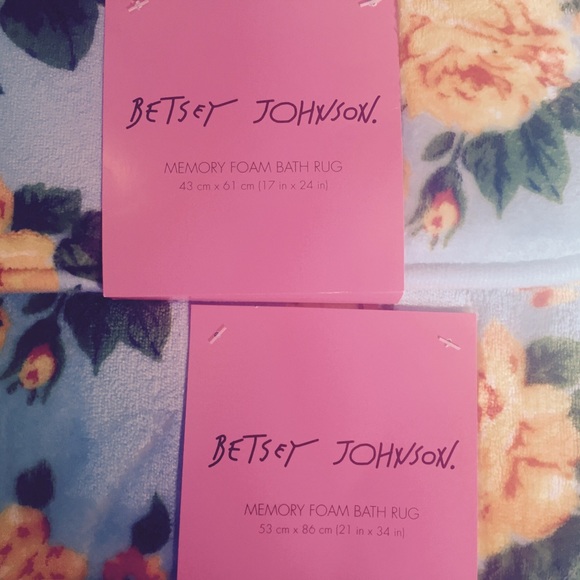 BETSEY JOHNSON.
MEMORY FOAM BATH RUG
43 cm x 61 cm (17 in x 24 in)
BETSEY JOHNSON.
MEMORY FOAM BATH RUG
53 cm x 86 cm (21 in x 34 in)